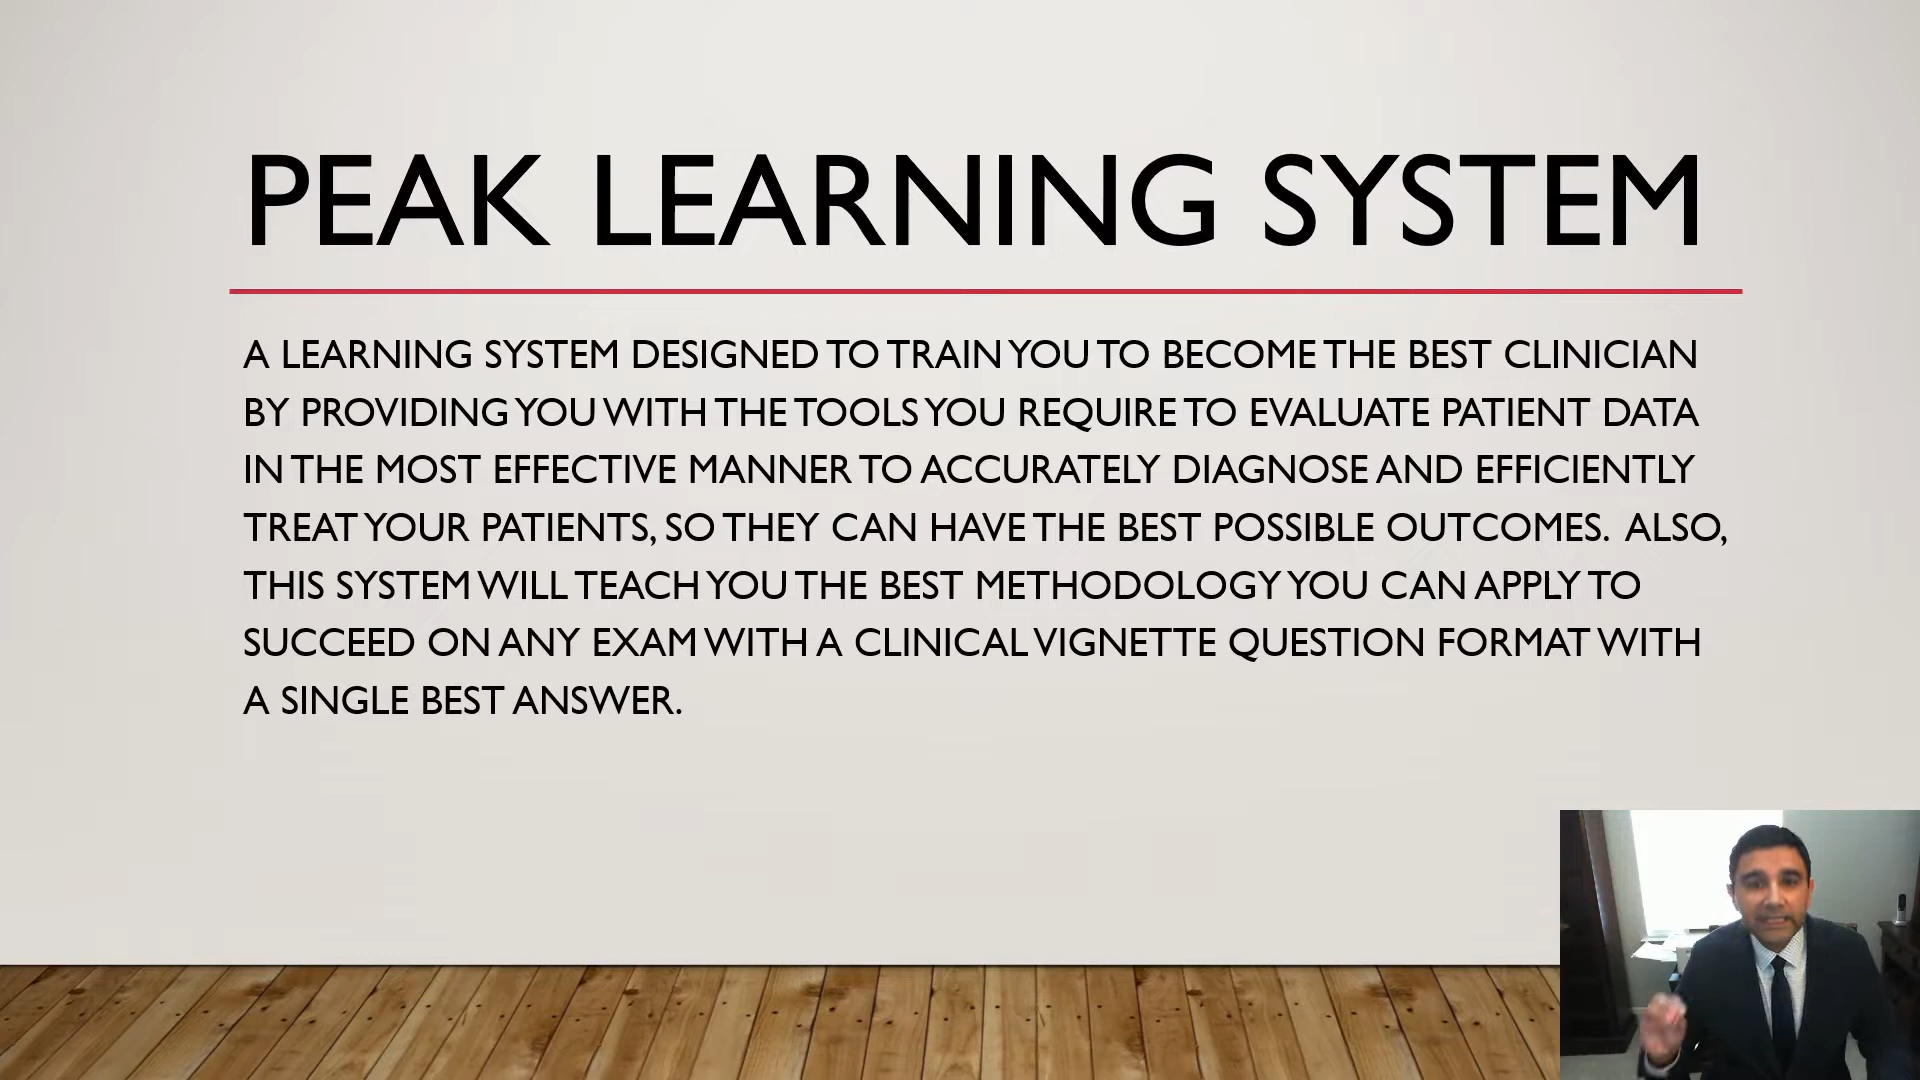 PEAK LEARNING SYSTEM
A LEARNING SYSTEM DESIGNED TO TRAIN YOU TO BECOME THE BEST CLINICIAN
BY PROVIDING YOU WITH THE TOOLS YOU REQUIRE TO EVALUATE PATIENT DATA
IN THE MOST EFFECTIVE MANNER TO ACCURATELY DIAGNOSE AND EFFICIENTLY
TREAT YOUR PATIENTS, SO THEY CAN HAVE THE BEST POSSIBLE OUTCOMES. ALSO,
THIS SYSTEM WILL TEACH YOU THE BEST METHODOLOGY YOU CAN APPLY TO
SUCCEED ON ANY EXAM WITH A CLINICAL VIGNETTE QUESTION FORMAT WITH
A SINGLE BEST ANSWER.